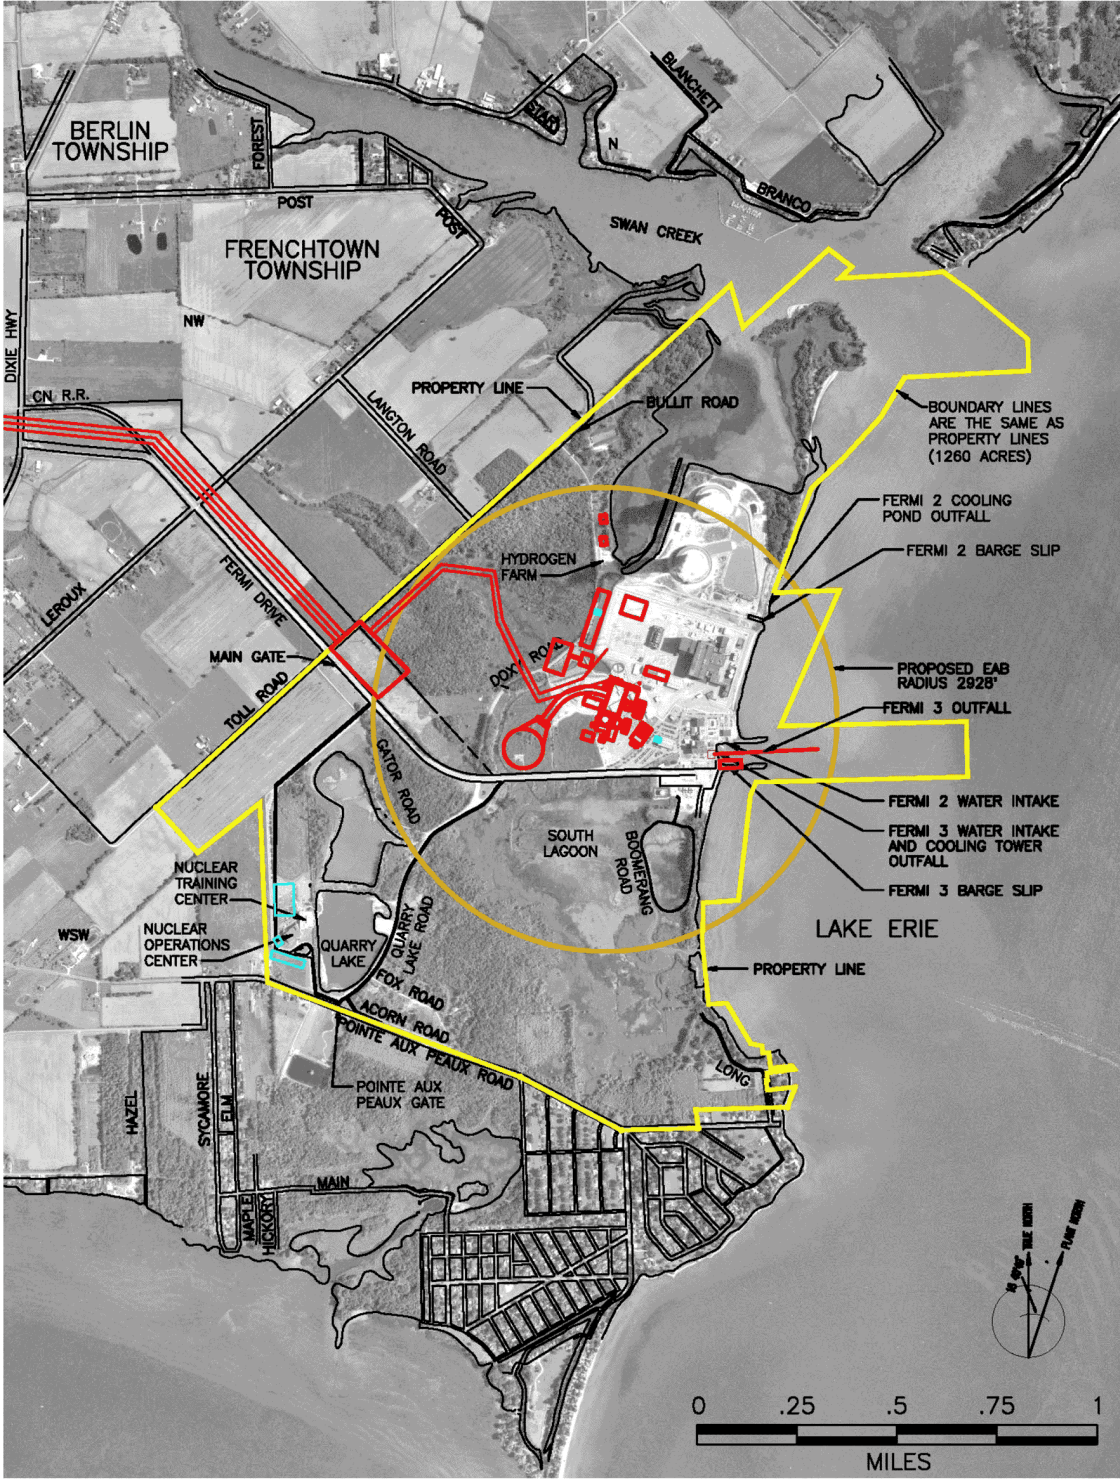 BLANCHETT
STAR
BERLIN
TOWNSHIP
FOREST
N
BRANCO
POST
POST
SWAN CREEK
FRENCHTOWN
TOWNSHIP
NW
DIXIE HWY
CN R.R.
PROPERTY LINE
BULLIT ROAD
LANGTON ROAD
BOUNDARY LINES
ARE THE SAME AS
PROPERTY LINES
(1260 ACRES)
FERMI 2 COOLING
POND OUTFALL
FERMI 2 BARGE SLIP
HYDROGEN
FARM
FERMI DRIVE
LEROUX
MAIN GATE
TOLL ROAD
PROPOSED EAB
RADIUS 2928'
FERMI 3 OUTFALL
GATOR ROAD
FERMI 2 WATER INTAKE
FERMI 3 WATER INTAKE
AND COOLING TOWER
OUTFALL
FERMI 3 BARGE SLIP
SOUTH
LAGOON
BOOMERANG
ROAD
NUCLEAR
TRAINING
CENTER
NUCLEAR
OPERATIONS
CENTER
WSW
QUARRY
LAKE
QUARRY
LAKE ROAD
LAKE ERIE
PROPERTY LINE
FOX ROAD
ACORN ROAD
POINTE AUX PEAUX ROAD
LONG
POINTE AUX
PEAUX GATE
HAZEL
SYCAMORE
ELM
MAIN
MAPLE
HICKORY
TRUE NORTH
PLANT NORTH
0 .25 .5 .75 1
MILES